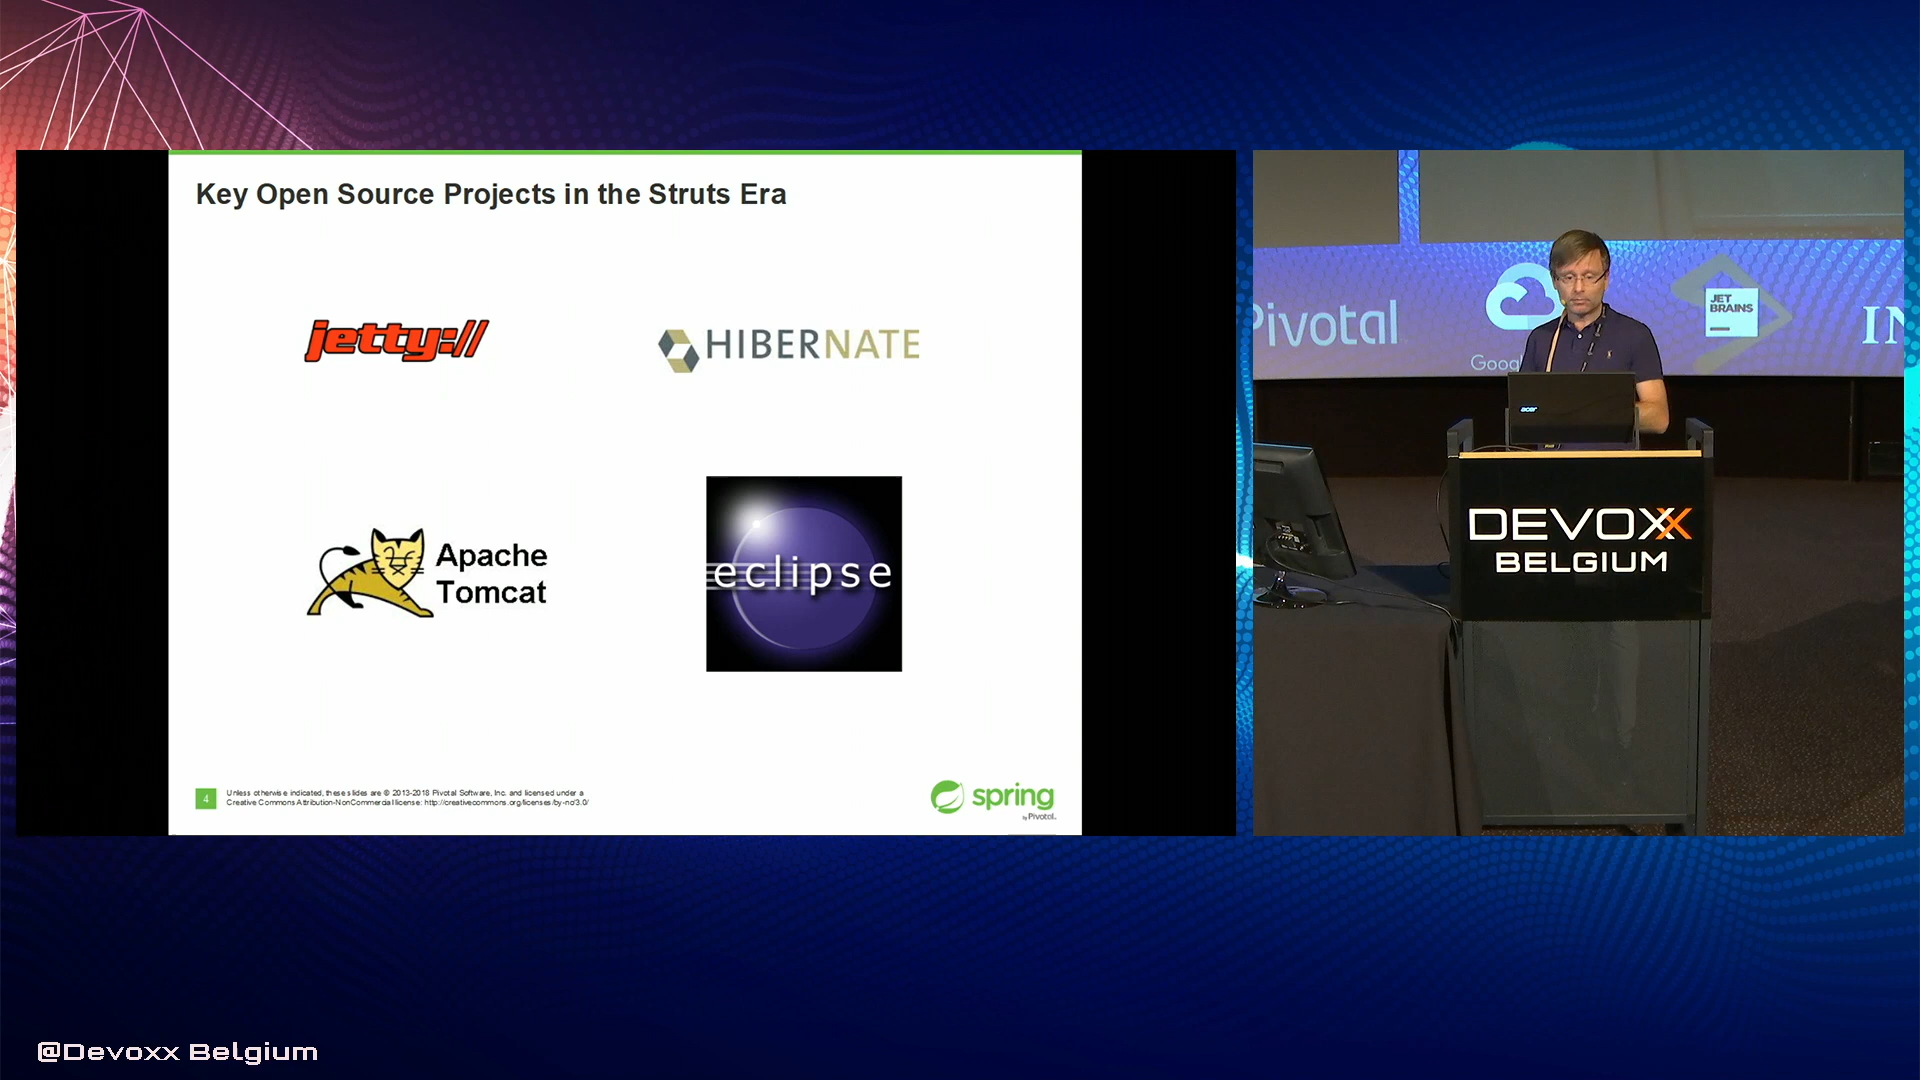 Key Open Source Projects in the Struts Era
jetty://
HIBERNATE
Apache
Tomcat
eclipse
4
Unless otherwise indicated, these slides are © 2013-2018 Pivotal Software, Inc. and licensed under a
Creative Commons Attribution-NonCommercial license: http://creativecommons.org/licenses/by-nc/3.0/
spring
by Pivotal
Pivotal
Goog
JET
BRAINS
IN
acer
DEVOXX
BELGIUM
@Devoxx Belgium